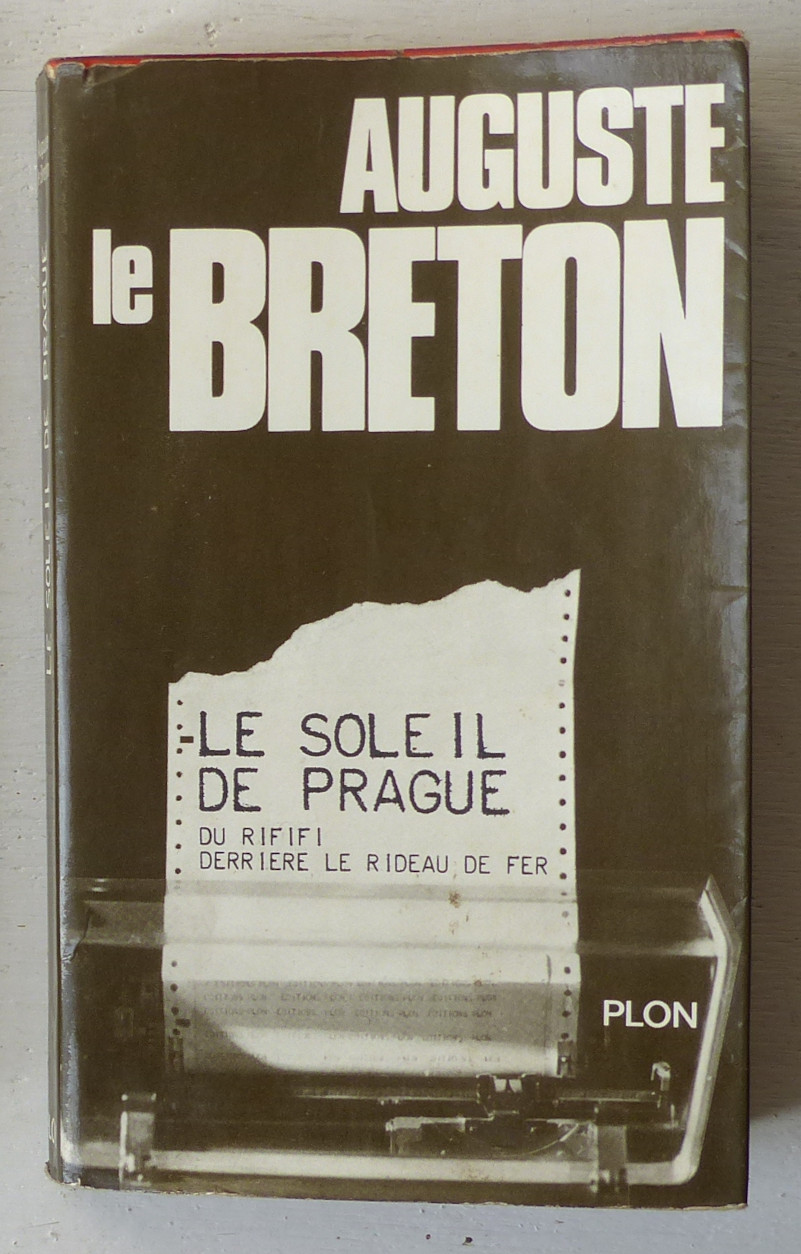 AUGUSTE
le BRETON
LE SOLEIL
DE PRAGUE
DU RIFIFI
DERRIERE LE RIDEAU DE FER
PLON
LE SOLEIL DE PRAGUE